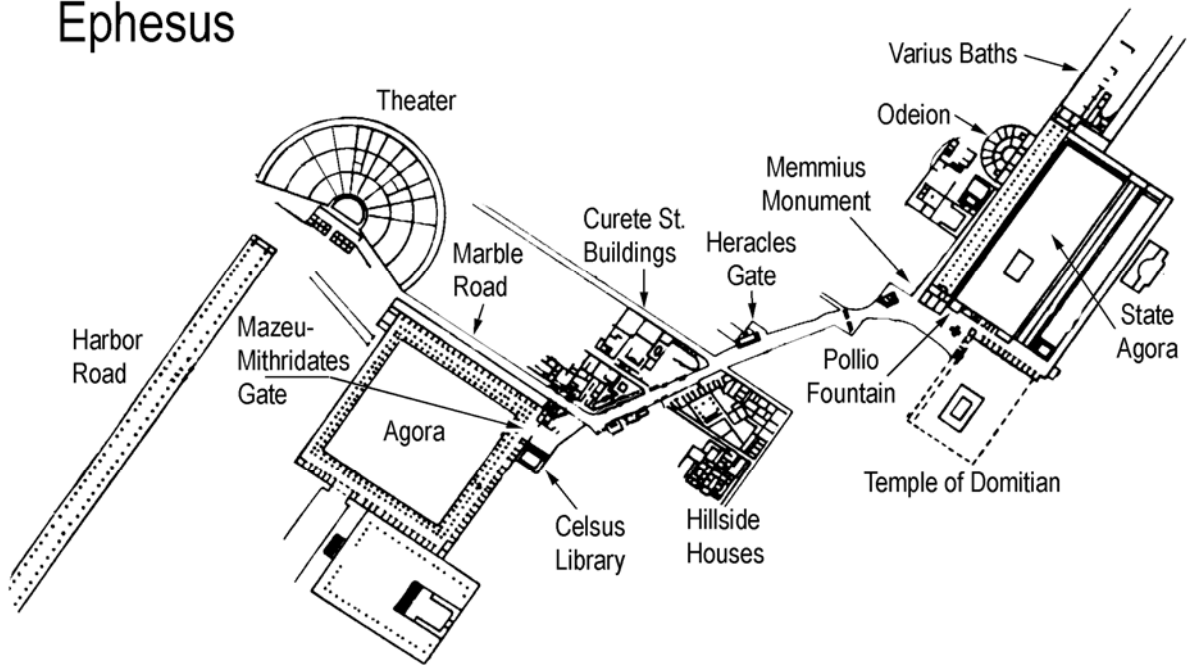 Ephesus
Theater
Varius Baths
Odeion
Memmius
Monument
Curete St.
Buildings
Heracles
Gate
Marble
Road
Harbor
Road
Mazeu-
Mithridates
Gate
Agora
State
Agora
Pollio
Fountain
Temple of Domitian
Celsus
Library
Hillside
Houses